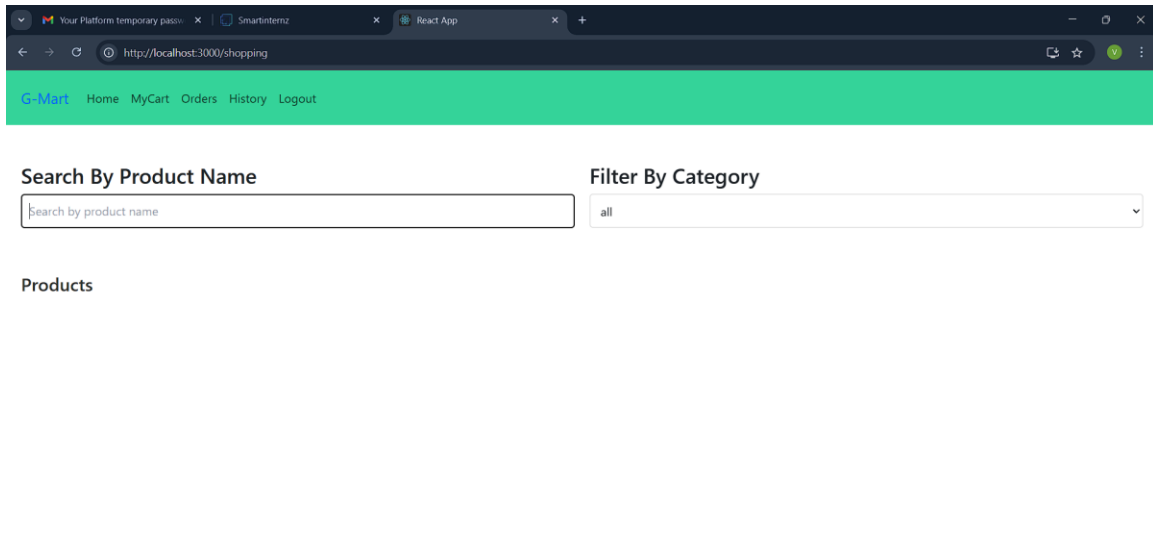 Your Platform temporary passw
Smartinternz
React App
http://localhost:3000/shopping
V
G-Mart Home MyCart Orders History Logout
Search By Product Name
Filter By Category
Search by product name
all
Products